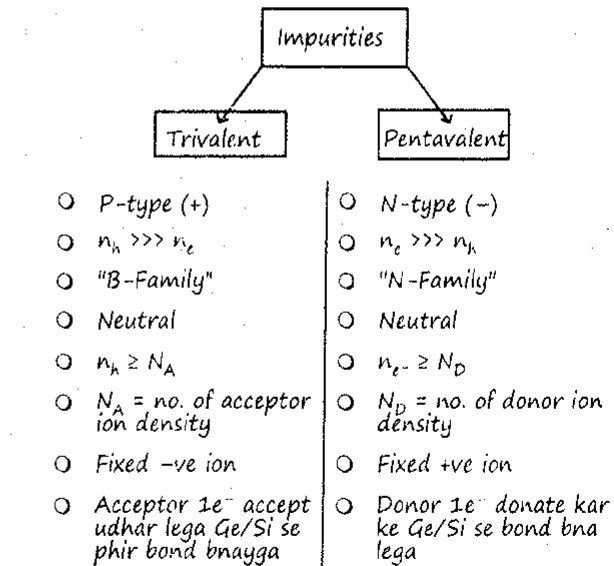 Impurities
Trivalent
Pentavalent
P-type (+)
n_h >>> n_e
"B-Family"
Neutral
n_h ≥ N_A
N_A = no. of acceptor
ion density
Fixed -ve ion
Acceptor 1e⁻ accept
udhar lega Ge/Si se
phir bond bnayga
N-type (-)
n_e >>> n_h
"N-Family"
Neutral
n_e- ≥ N_D
N_D = no. of donor ion
density
Fixed +ve ion
Donor 1e⁻ donate kar
ke Ge/Si se bond bna
lega